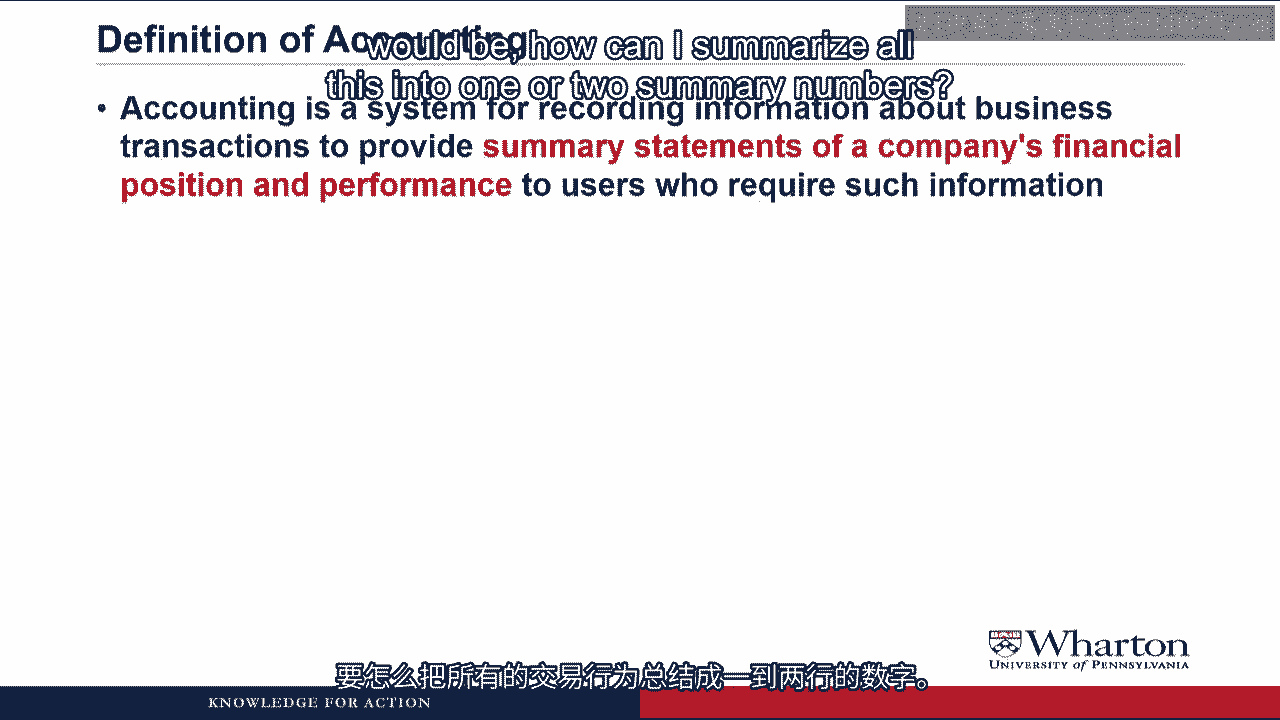 Definition of Accounting
would be, how can I summarize all
this into one or two summary numbers?
• Accounting is a system for recording information about business
transactions to provide summary statements of a company's financial
position and performance to users who require such information
Wharton
UNIVERSITY of PENNSYLVANIA
要怎么把所有的交易行为总结成一到两行的数字。
KNOWLEDGE FOR ACTION